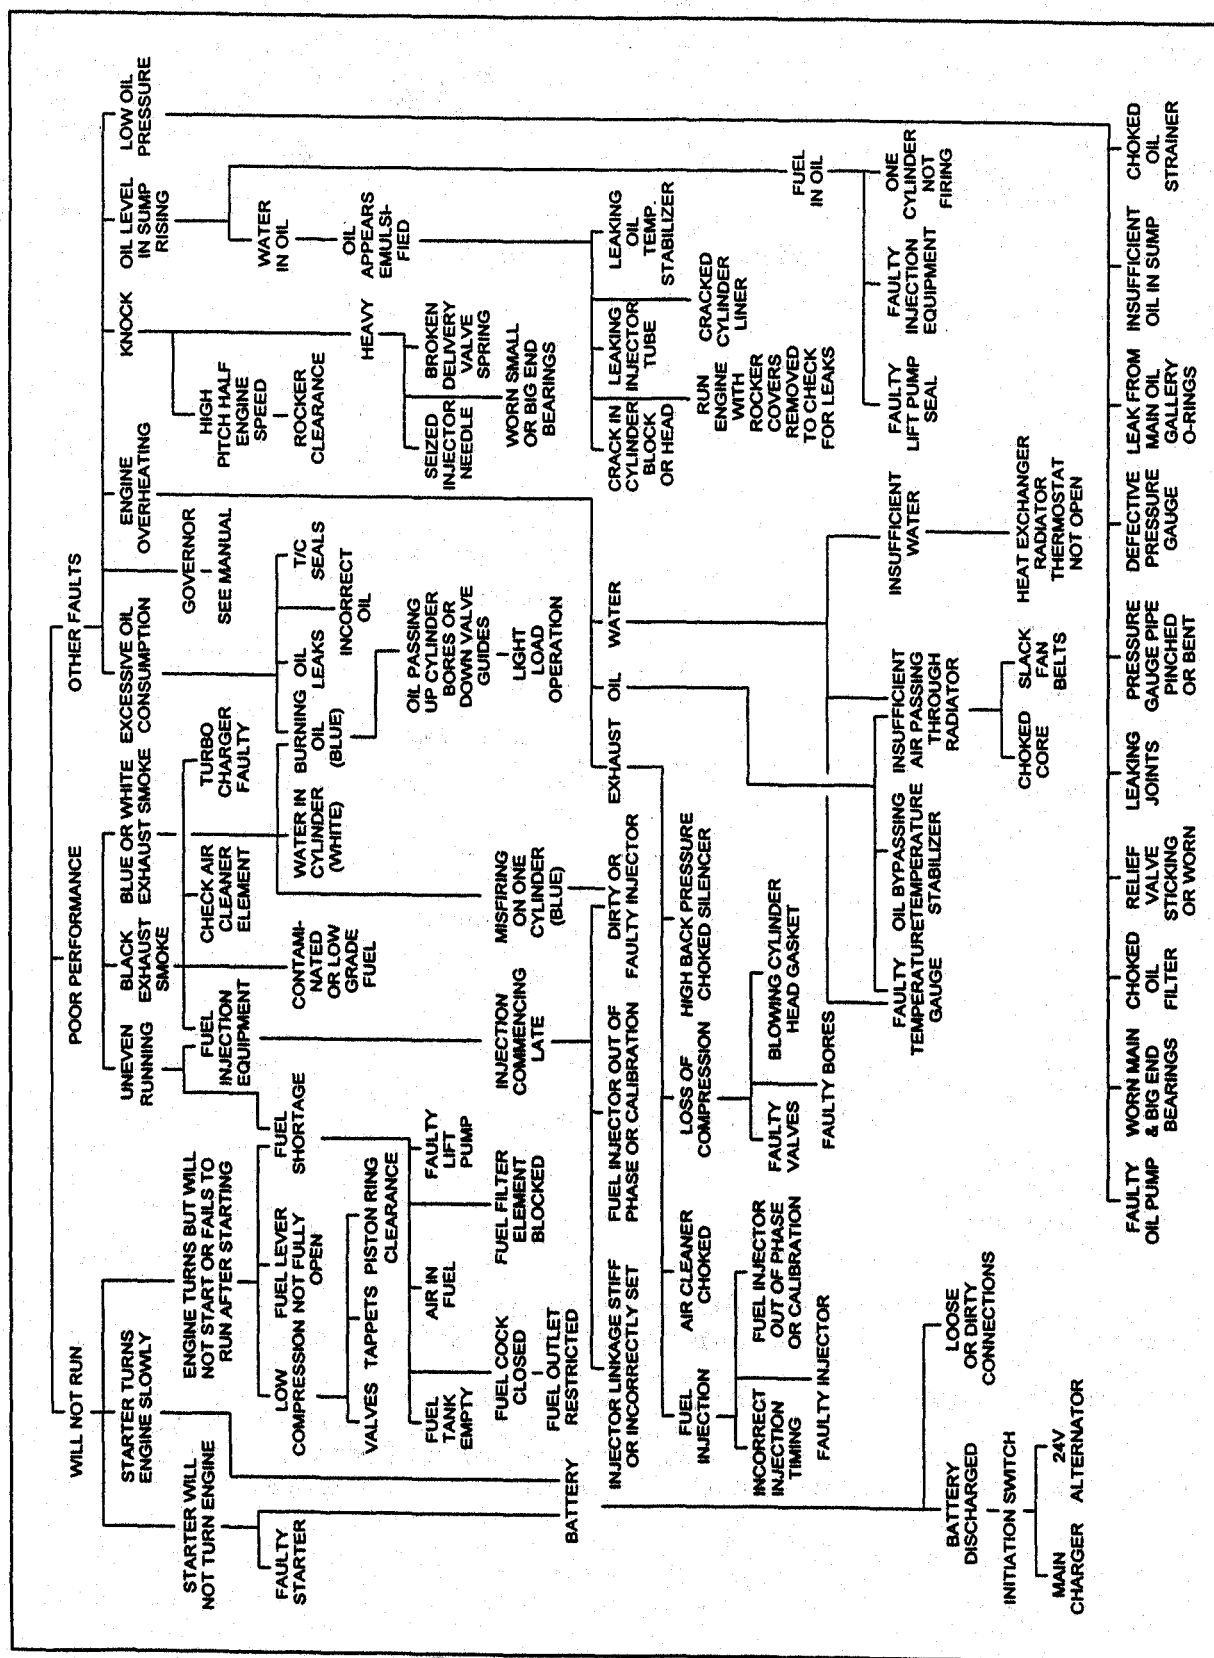 WILL NOT RUN
POOR PERFORMANCE
OTHER FAULTS
STARTER TURNS
ENGINE SLOWLY
UNEVEN
RUNNING
BLACK
EXHAUST
SMOKE
BLUE OR WHITE
EXHAUST SMOKE
EXCESSIVE OIL
CONSUMPTION
ENGINE
OVERHEATING
KNOCK
OIL LEVEL
IN SUMP
RISING
LOW OIL
PRESSURE
STARTER WILL
NOT TURN ENGINE
ENGINE TURNS BUT WILL
NOT START OR FAILS TO
RUN AFTER STARTING
FUEL
INJECTION
EQUIPMENT
CHECK AIR
CLEANER
ELEMENT
TURBO
CHARGER
FAULTY
GOVERNOR
SEE MANUAL
HIGH
PITCH HALF
ENGINE
SPEED
ROCKER
CLEARANCE
WATER
IN OIL
OIL
APPEARS
EMULSI-
FIED
FAULTY
STARTER
LOW
COMPRESSION
FUEL LEVER
NOT FULLY
OPEN
FUEL
SHORTAGE
CONTAMI-
NATED
OR LOW
GRADE
FUEL
WATER IN
CYLINDER
(WHITE)
BURNING
OIL
(BLUE)
OIL
LEAKS
T/C
SEALS
INCORRECT
OIL
HEAVY
VALVES
TAPPETS
PISTON RING
CLEARANCE
OIL PASSING
UP CYLINDER
BORES OR
DOWN VALVE
GUIDES
LIGHT
LOAD
OPERATION
SEIZED
INJECTOR
NEEDLE
BROKEN
DELIVERY
VALVE
SPRING
WORN SMALL
OR BIG END
BEARINGS
FUEL
TANK
EMPTY
AIR IN
FUEL
FAULTY
LIFT
PUMP
FUEL COCK
CLOSED
FUEL OUTLET
RESTRICTED
FUEL FILTER
ELEMENT
BLOCKED
INJECTION
COMMENCING
LATE
MISFIRING
ON ONE
CYLINDER
(BLUE)
BATTERY
INJECTOR LINKAGE STIFF
OR INCORRECTLY SET
FUEL INJECTOR OUT OF
PHASE OR CALIBRATION
DIRTY OR
FAULTY INJECTOR
EXHAUST
OIL
WATER
CRACK IN
CYLINDER
BLOCK
OR HEAD
LEAKING
INJECTOR
TUBE
LEAKING
OIL
TEMP.
STABILIZER
RUN
ENGINE
WITH
ROCKER
COVERS
REMOVED
TO CHECK
FOR LEAKS
CRACKED
CYLINDER
LINER
FUEL
IN OIL
FUEL
INJECTION
AIR CLEANER
CHOKED
LOSS OF
COMPRESSION
HIGH BACK PRESSURE
CHOKED SILENCER
INCORRECT
INJECTION
TIMING
FUEL INJECTOR
OUT OF PHASE
OR CALIBRATION
FAULTY INJECTOR
FAULTY
VALVES
BLOWING CYLINDER
HEAD GASKET
FAULTY BORES
FAULTY
TEMPERATURE
GAUGE
OIL BYPASSING
TEMPERATURE
STABILIZER
INSUFFICIENT
AIR PASSING
THROUGH
RADIATOR
INSUFFICIENT
WATER
FAULTY
LIFT PUMP
SEAL
FAULTY
INJECTION
EQUIPMENT
ONE
CYLINDER
NOT
FIRING
BATTERY
DISCHARGED
LOOSE
OR DIRTY
CONNECTIONS
CHOKED
CORE
SLACK
FAN
BELTS
HEAT EXCHANGER
RADIATOR
THERMOSTAT
NOT OPEN
INITIATION SWITCH
MAIN
CHARGER
24V
ALTERNATOR
FAULTY
OIL PUMP
WORN MAIN
& BIG END
BEARINGS
CHOKED
OIL
FILTER
RELIEF
VALVE
STICKING
OR WORN
LEAKING
JOINTS
PRESSURE
GAUGE PIPE
PINCHED
OR BENT
DEFECTIVE
PRESSURE
GAUGE
LEAK FROM
MAIN OIL
GALLERY
O-RINGS
INSUFFICIENT
OIL IN SUMP
CHOKED
OIL
STRAINER